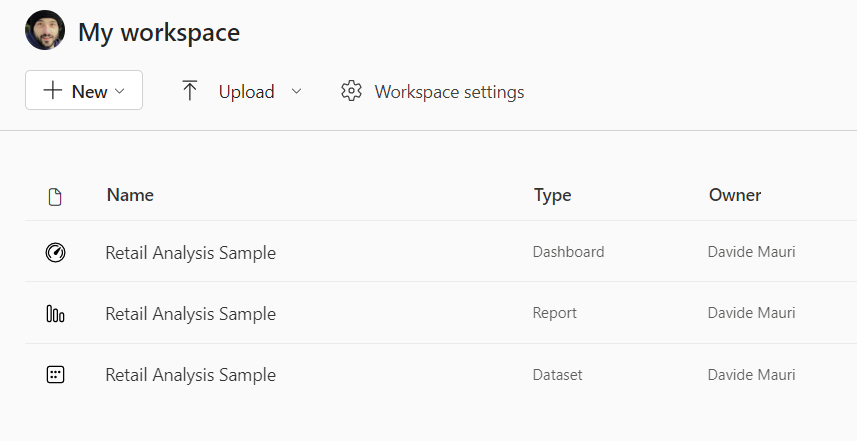 My workspace
New
Upload
Workspace settings
Name Type Owner
Retail Analysis Sample Dashboard Davide Mauri
Retail Analysis Sample Report Davide Mauri
Retail Analysis Sample Dataset Davide Mauri